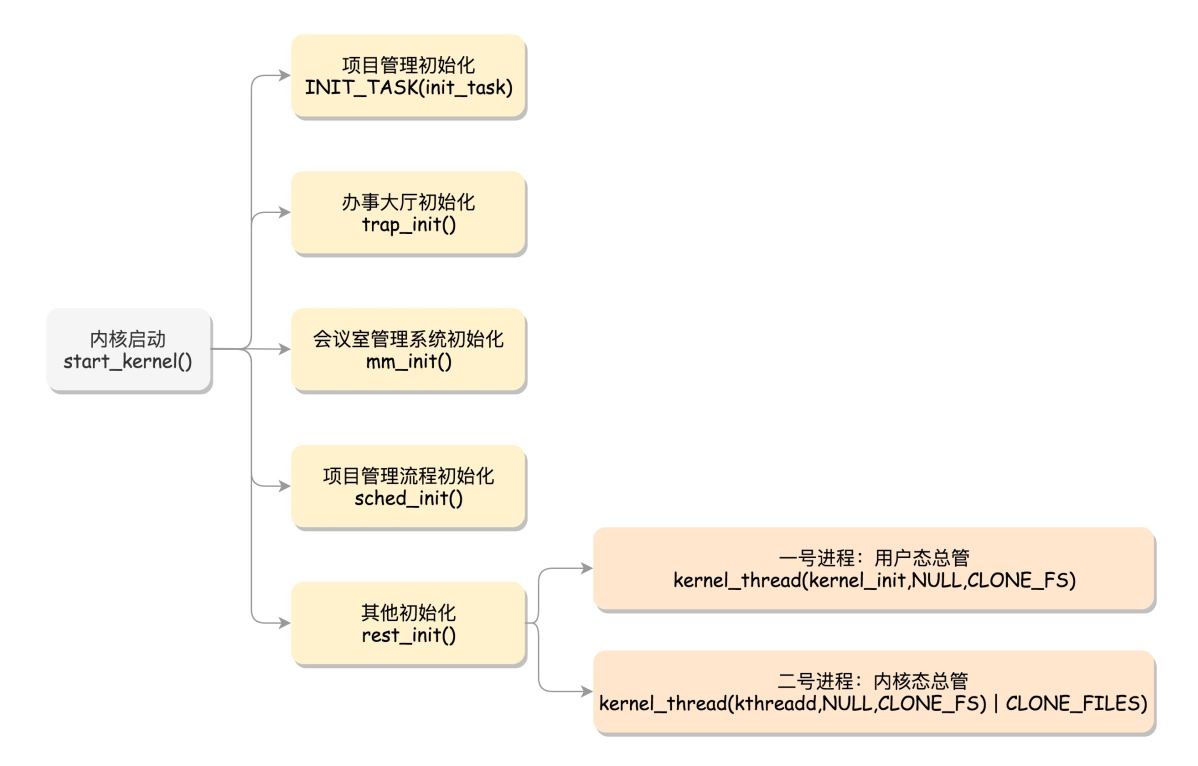 项目管理初始化
INIT_TASK(init_task)
办事大厅初始化
trap_init()
内核启动
start_kernel()
会议室管理系统初始化
mm_init()
项目管理流程初始化
sched_init()
其他初始化
rest_init()
一号进程：用户态总管
kernel_thread(kernel_init,NULL,CLONE_FS)
二号进程：内核态总管
kernel_thread(kthreadd,NULL,CLONE_FS) | CLONE_FILES)